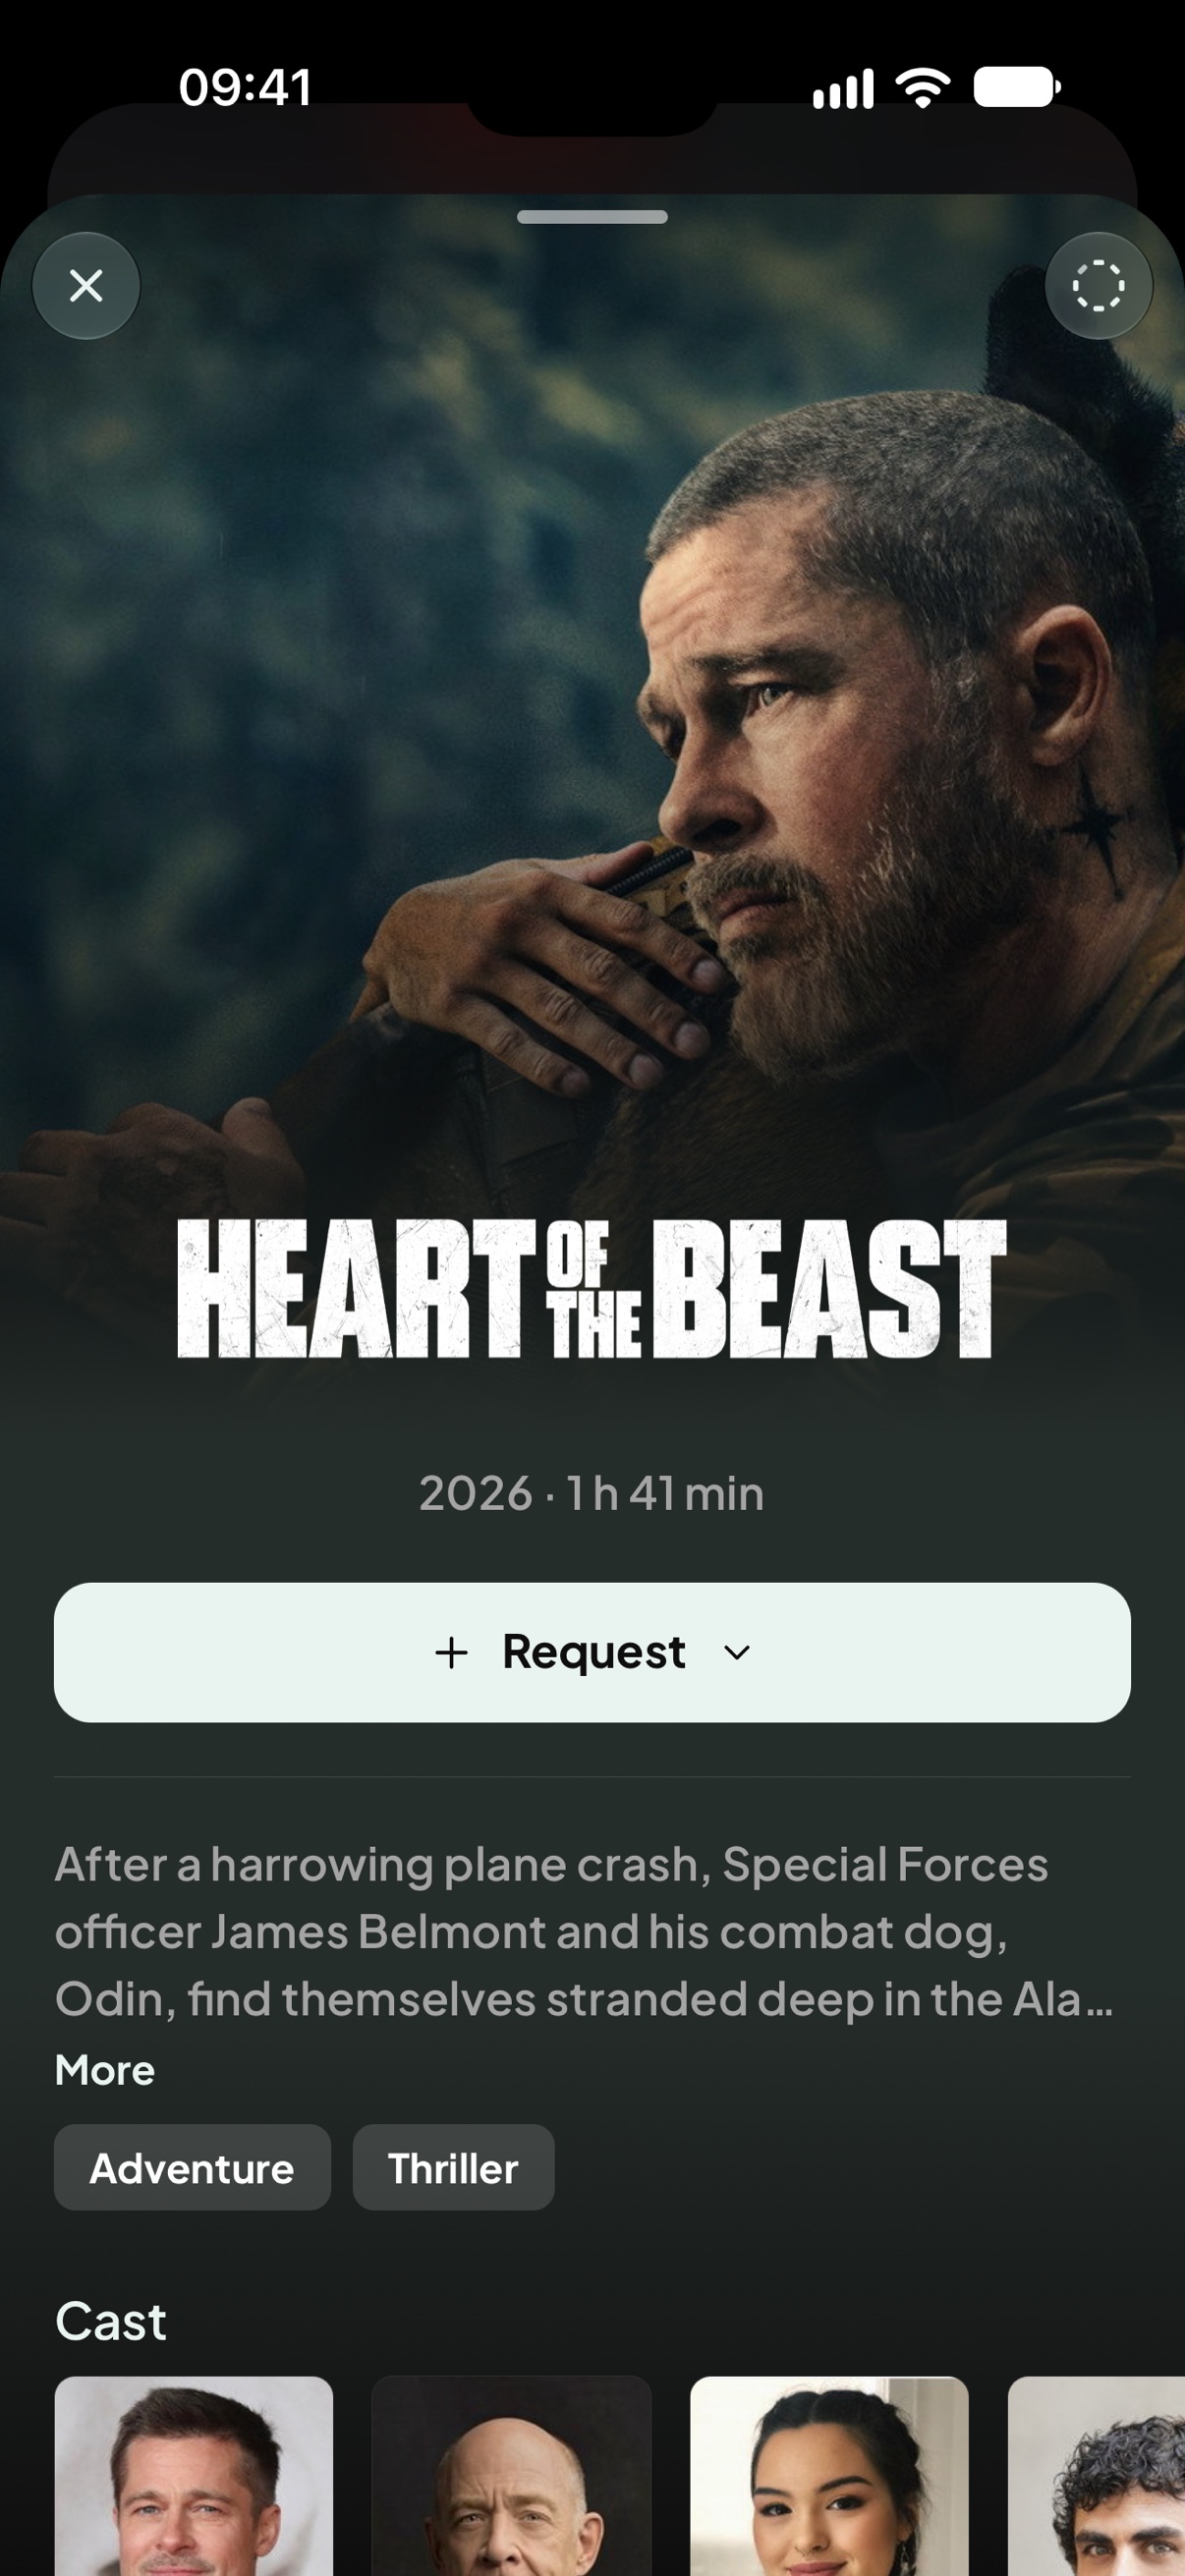 09:41
HEART OF THE BEAST
2026 · 1 h 41 min
Request
After a harrowing plane crash, Special Forces
officer James Belmont and his combat dog,
Odin, find themselves stranded deep in the Ala...
More
Adventure Thriller
Cast